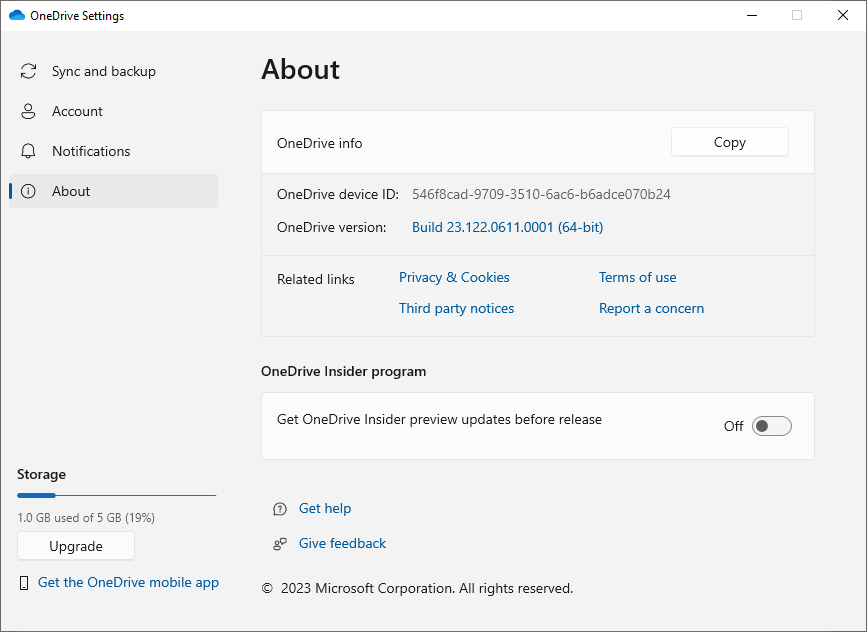 OneDrive Settings
Sync and backup
Account
Notifications
About
Storage
1.0 GB used of 5 GB (19%)
Upgrade
Get the OneDrive mobile app
About
OneDrive info
Copy
OneDrive device ID: 546f8cad-9709-3510-6ac6-b6adce070b24
OneDrive version: Build 23.122.0611.0001 (64-bit)
Related links Privacy & Cookies Terms of use
Third party notices Report a concern
OneDrive Insider program
Get OneDrive Insider preview updates before release
Off
Get help
Give feedback
© 2023 Microsoft Corporation. All rights reserved.